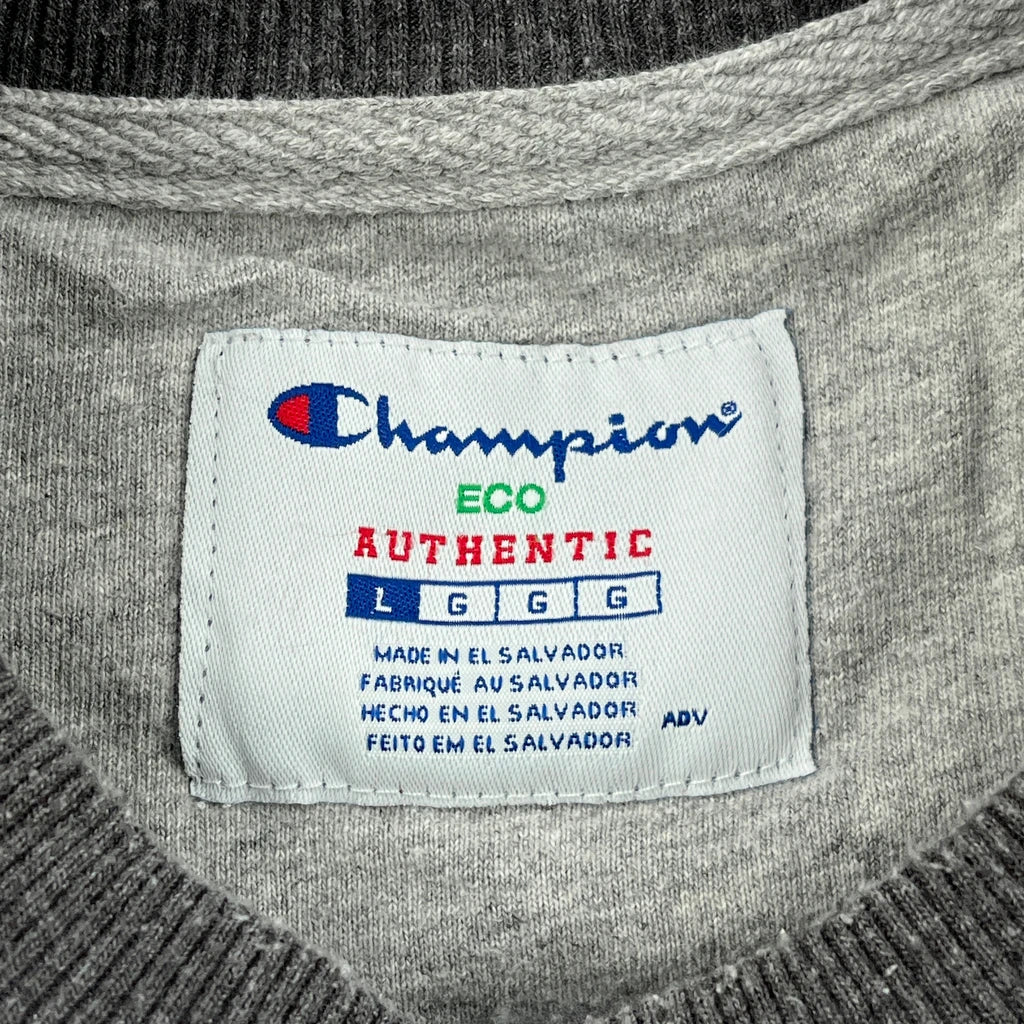 Champion®
ECO
AUTHENTIC
L G G G
MADE IN EL SALVADOR
FABRIQUÉ AU SALVADOR
HECHO EN EL SALVADOR
FEITO EM EL SALVADOR
ADV